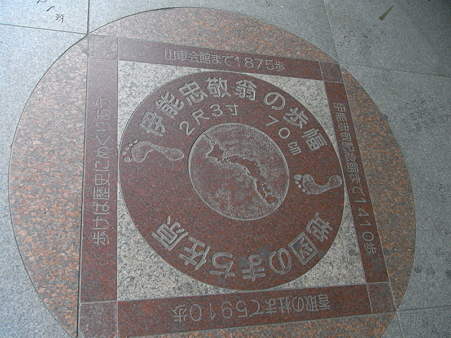 山車会館まで1875歩
伊能忠敬翁の歩幅
2尺3寸 70cm
伊能忠敬記念館まで1410歩
地図のまち佐原
香取の杜まで5910歩
歩けば歴史にめぐりあう